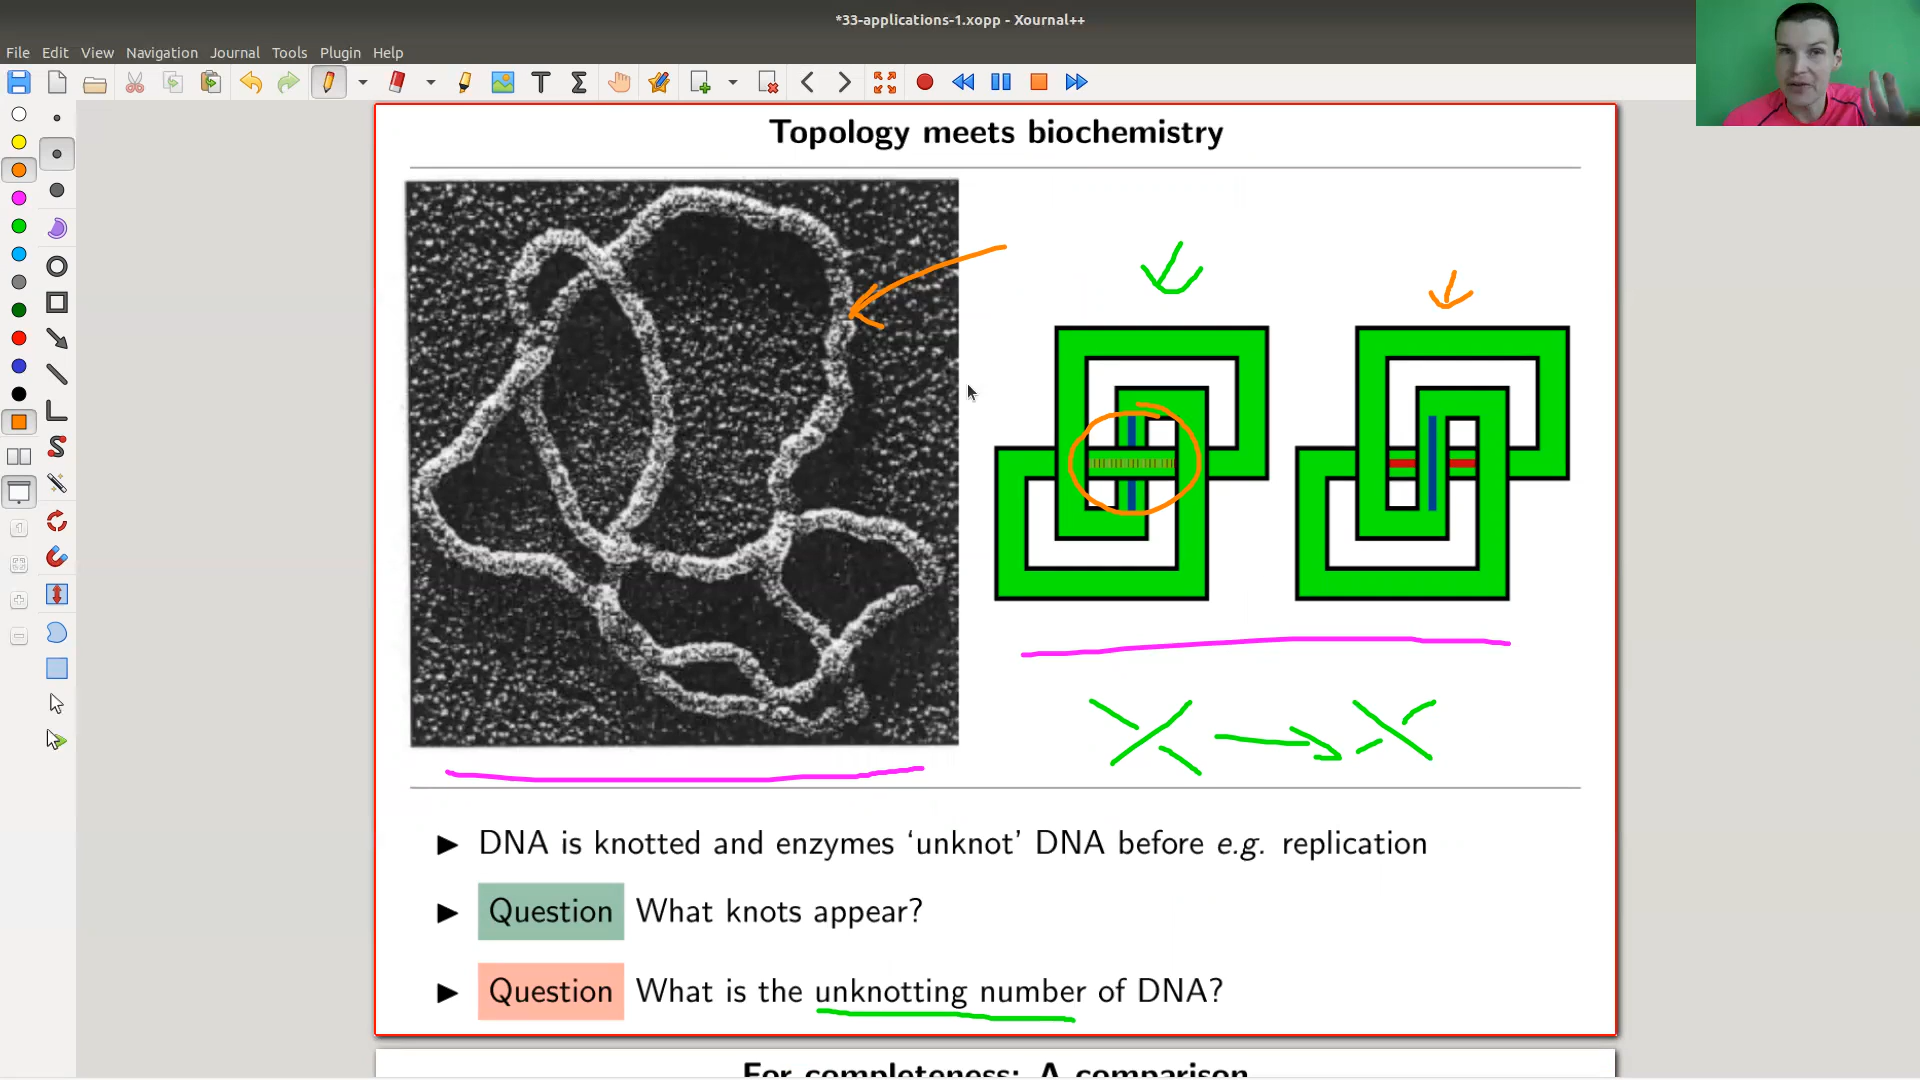 *33-applications-1.xopp - Xournal++
File Edit View Navigation Journal Tools Plugin Help
Topology meets biochemistry
► DNA is knotted and enzymes ‘unknot’ DNA before e.g. replication
► Question What knots appear?
► Question What is the unknotting number of DNA?
For completeness: A comparison